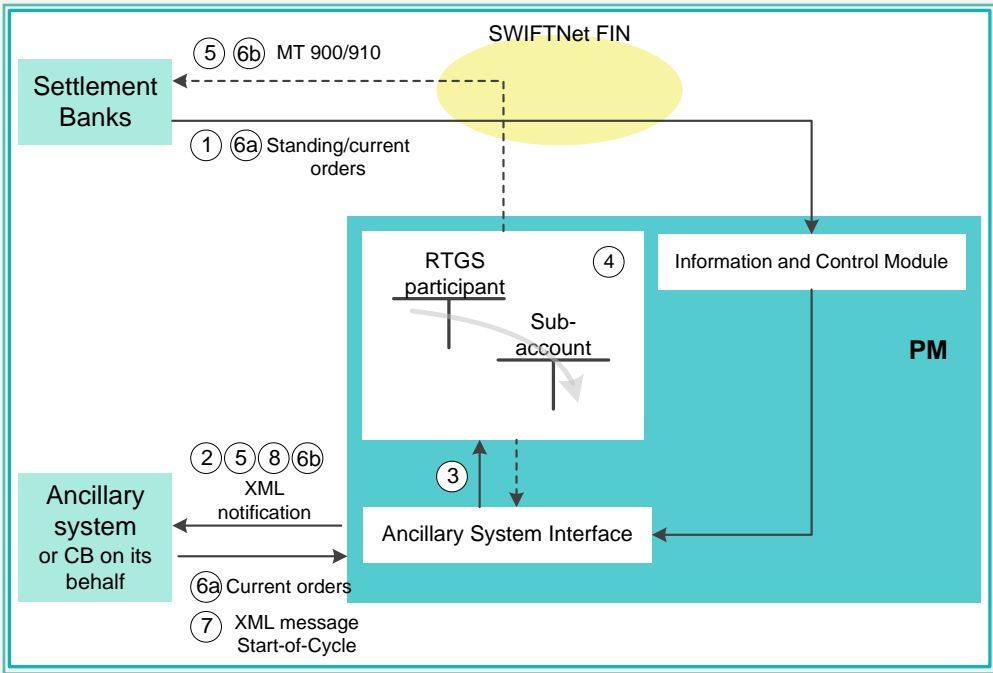 SWIFTNet FIN
5 6b MT 900/910
Settlement
Banks
1 6a Standing/current
orders
RTGS
participant
4
Information and Control Module
Sub-
account
PM
2 5 8 6b
XML
notification
3
Ancillary
system
or CB on its
behalf
Ancillary System Interface
6a Current orders
7 XML message
Start-of-Cycle